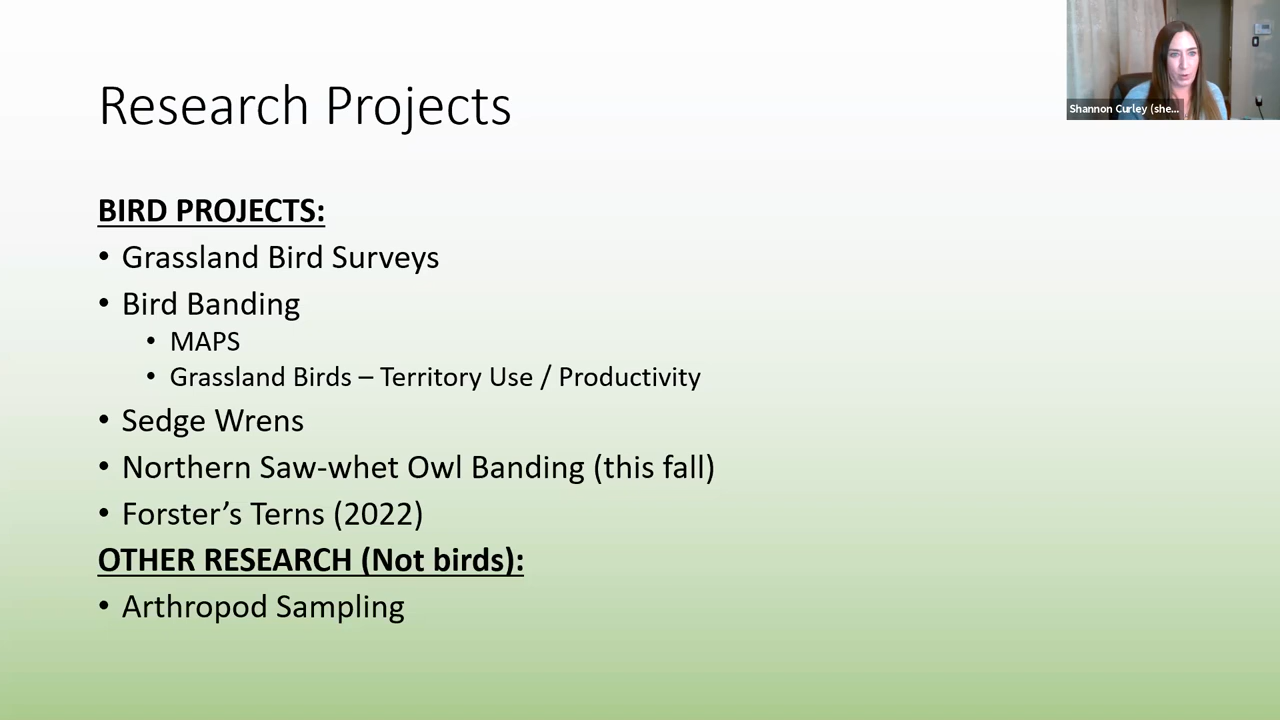 Research Projects
Shannon Curley (she...
BIRD PROJECTS:
• Grassland Bird Surveys
• Bird Banding
• MAPS
• Grassland Birds – Territory Use / Productivity
• Sedge Wrens
• Northern Saw-whet Owl Banding (this fall)
• Forster’s Terns (2022)
OTHER RESEARCH (Not birds):
• Arthropod Sampling